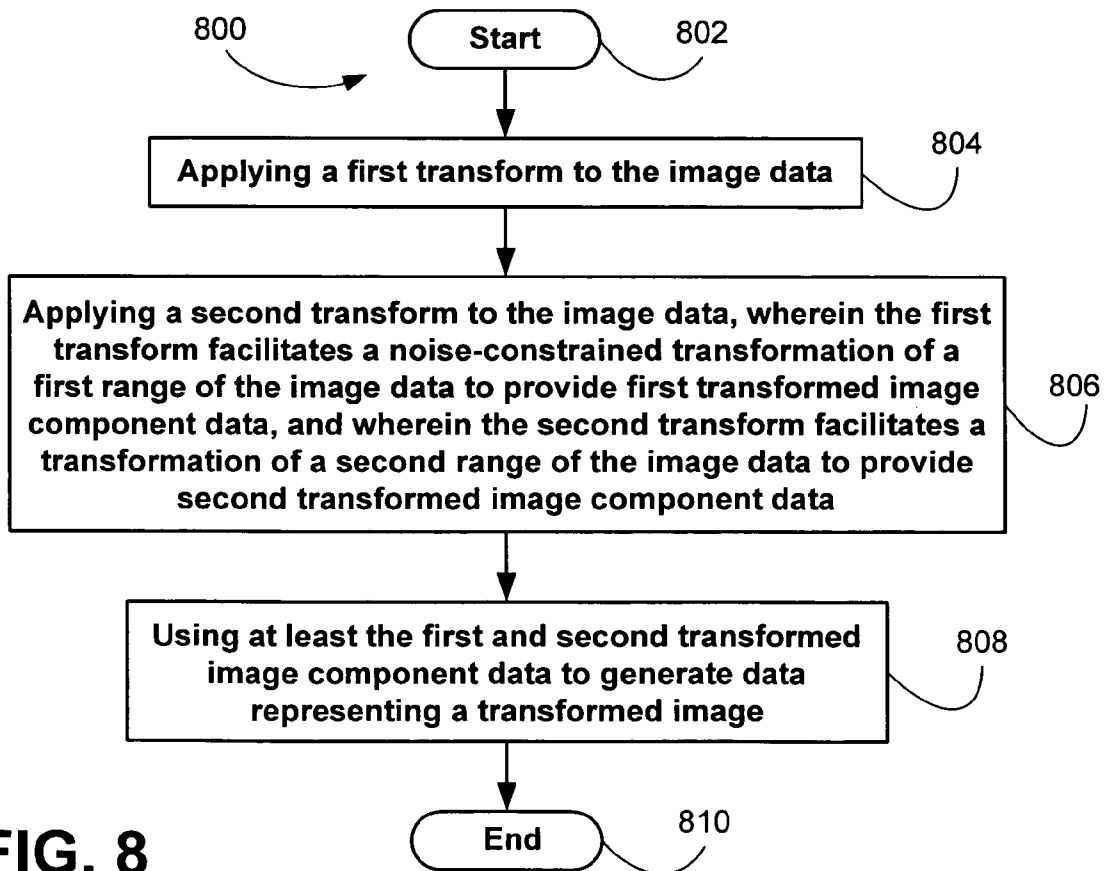 800
Start
802
Applying a first transform to the image data
804
Applying a second transform to the image data, wherein the first
transform facilitates a noise-constrained transformation of a
first range of the image data to provide first transformed image
component data, and wherein the second transform facilitates a
transformation of a second range of the image data to provide
second transformed image component data
806
Using at least the first and second transformed
image component data to generate data
representing a transformed image
808
End
810
FIG. 8